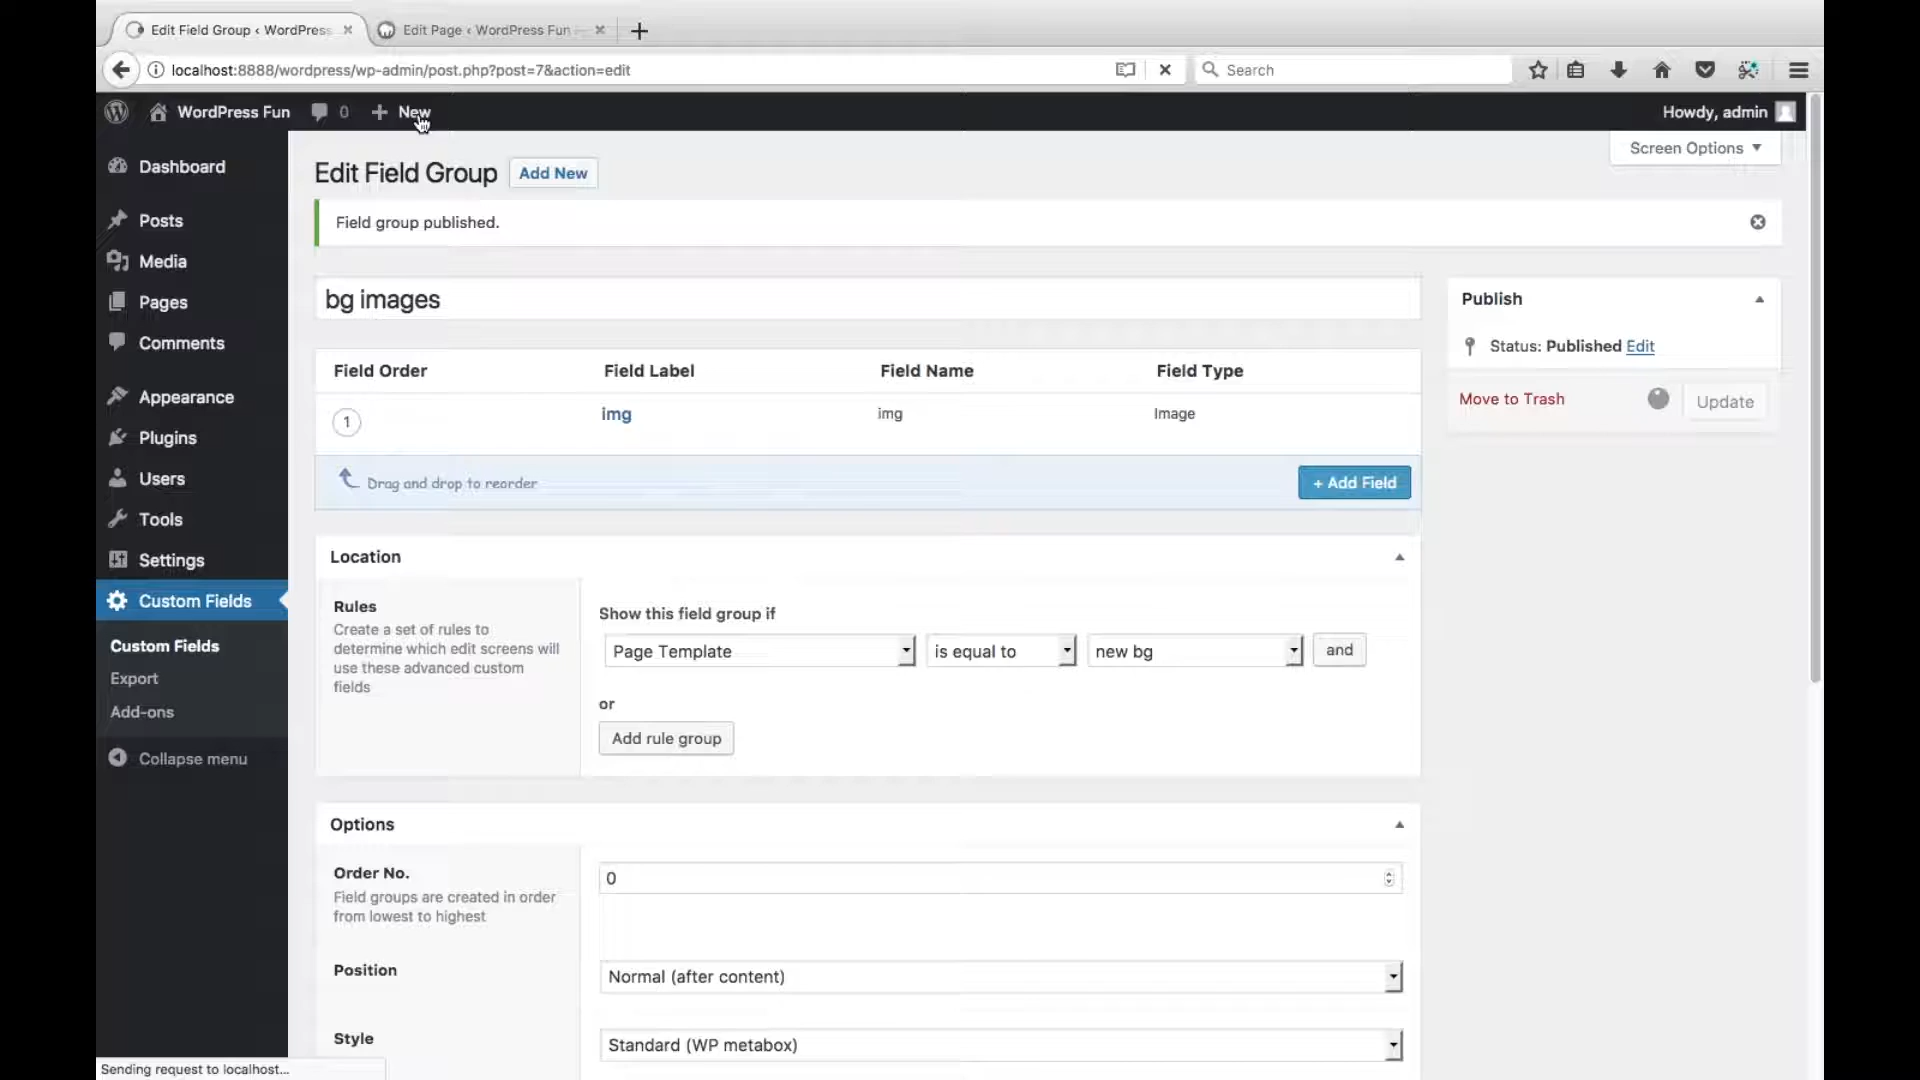 Edit Field Group ‹ WordPress
Edit Page ‹ WordPress Fun
localhost:8888/wordpress/wp-admin/post.php?post=7&action=edit
Search
WordPress Fun
0
New
Howdy, admin
Screen Options
Dashboard
Posts
Media
Pages
Comments
Appearance
Plugins
Users
Tools
Settings
Custom Fields
Custom Fields
Export
Add-ons
Collapse menu
Edit Field Group
Add New
Field group published.
bg images
Field Order
Field Label
Field Name
Field Type
1
img
img
Image
Drag and drop to reorder
+ Add Field
Location
Rules
Create a set of rules to
determine which edit screens will
use these advanced custom
fields
Show this field group if
Page Template
is equal to
new bg
and
or
Add rule group
Options
Order No.
Field groups are created in order
from lowest to highest
0
Position
Normal (after content)
Style
Standard (WP metabox)
Publish
Status: Published Edit
Move to Trash
Update
Sending request to localhost...